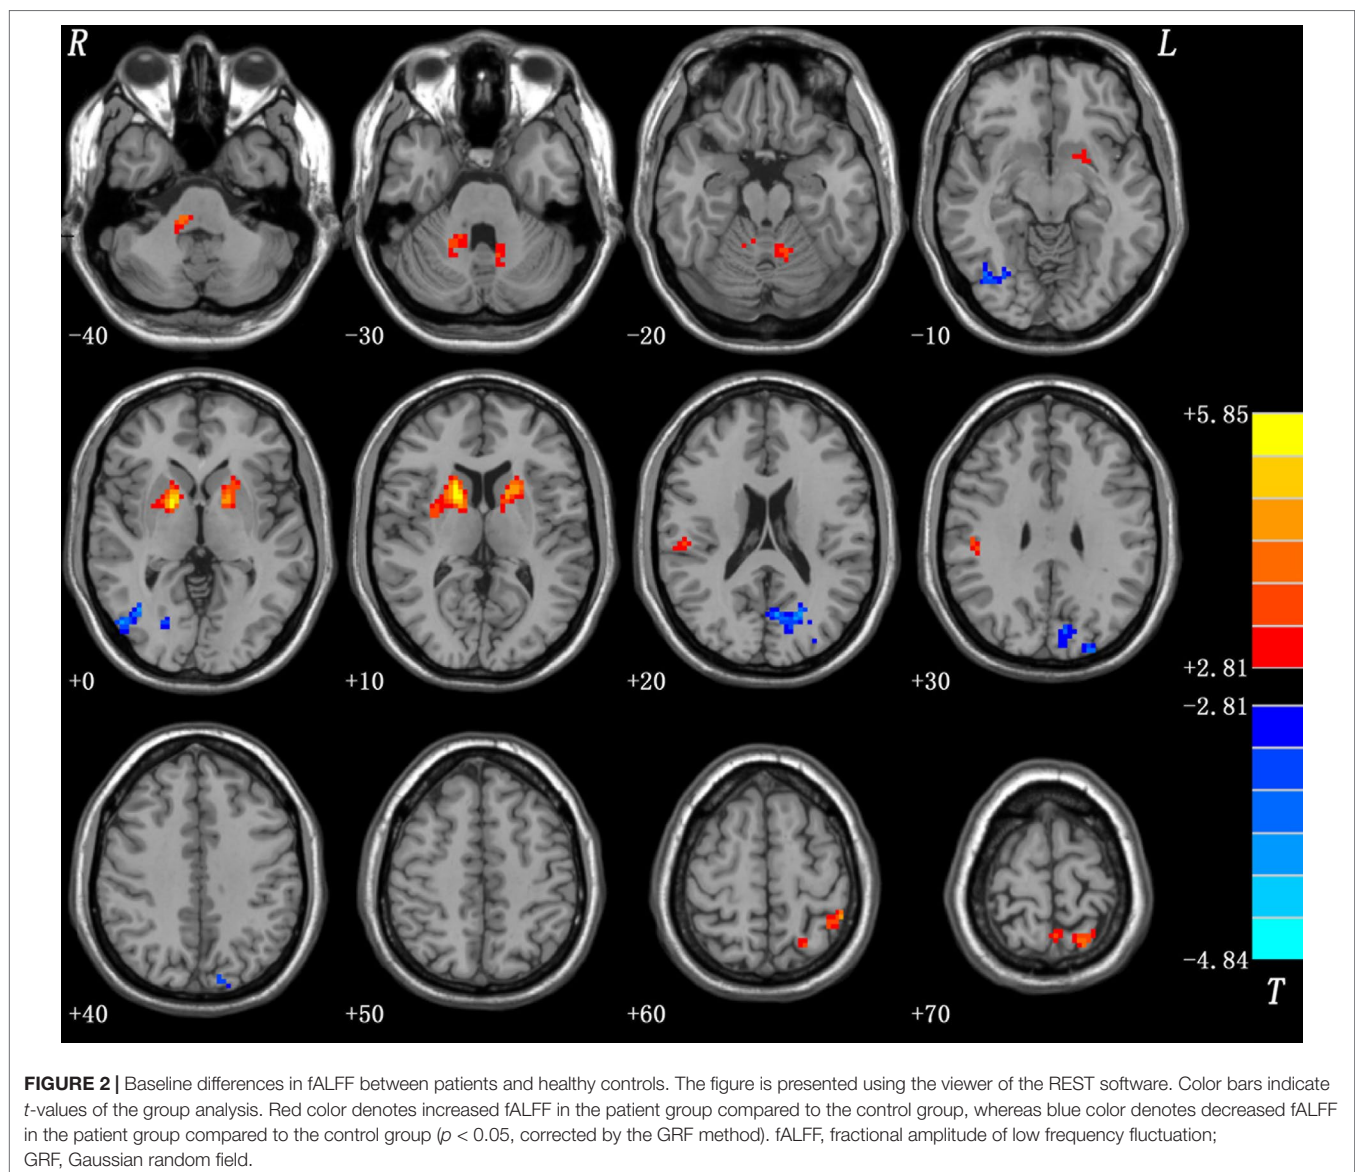 R L
-40 -30 -20 -10
+5.85
+0 +10 +20 +30 +2.81
-2.81
-4.84
T
+40 +50 +60 +70
FIGURE 2 | Baseline differences in fALFF between patients and healthy controls. The figure is presented using the viewer of the REST software. Color bars indicate
t-values of the group analysis. Red color denotes increased fALFF in the patient group compared to the control group, whereas blue color denotes decreased fALFF
in the patient group compared to the control group (p < 0.05, corrected by the GRF method). fALFF, fractional amplitude of low frequency fluctuation;
GRF, Gaussian random field.